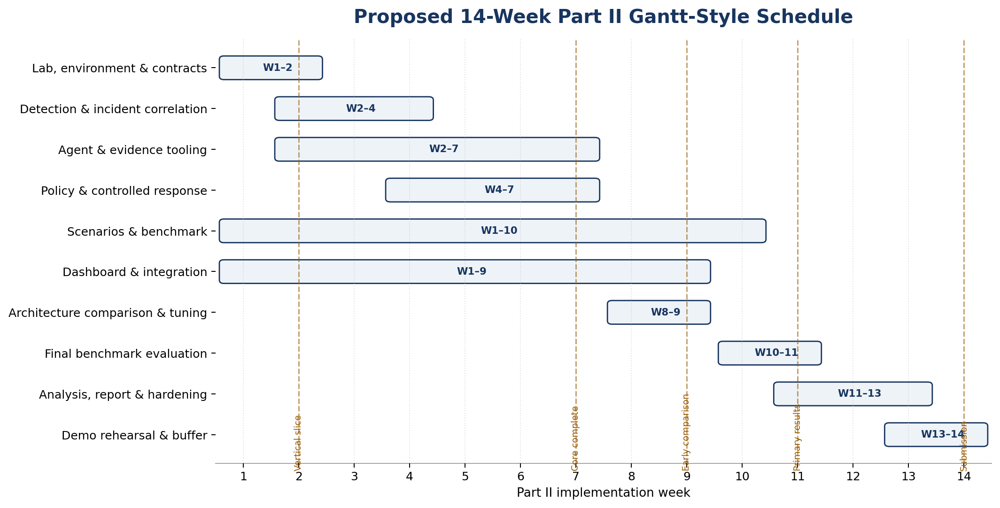 Proposed 14-Week Part II Gantt-Style Schedule
Lab, environment & contracts
W1–2
Detection & incident correlation
W2–4
Agent & evidence tooling
W2–7
Policy & controlled response
W4–7
Scenarios & benchmark
W1–10
Dashboard & integration
W1–9
Architecture comparison & tuning
W8–9
Final benchmark evaluation
W10–11
Analysis, report & hardening
W11–13
Demo rehearsal & buffer
W13–14
Vertical slice
Core complete
Early comparison
Primary results
Submission
1 2 3 4 5 6 7 8 9 10 11 12 13 14
Part II implementation week